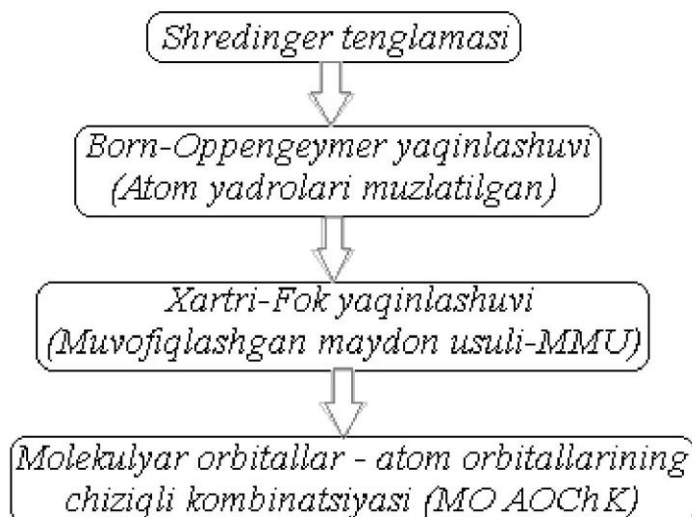 Shredinger tenglamasi
Born-Oppengeymer yaqinlashuvi
(Atom yadrolari muzlatilgan)
Xartri-Fok yaqinlashuvi
(Muvofiqlashgan maydon usuli-MMU)
Molekulyar orbitallar - atom orbitallarining
chiziqli kombinatsiyasi (MO AOChK)